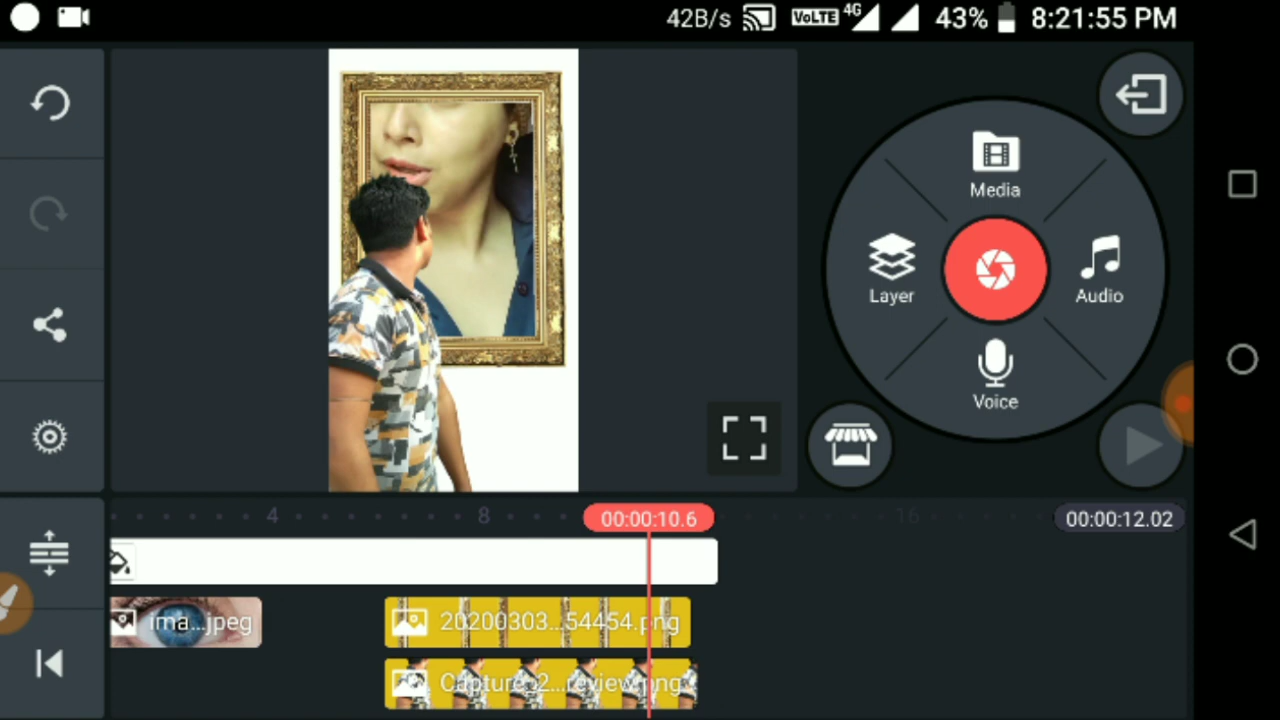 42B/s VoLTE 4G 43% 8:21:55 PM
Media
Layer
Audio
Voice
4 8 00:00:10.6 16 00:00:12.02
ima...jpeg
20200303...54454.png
Capture_2...review.png